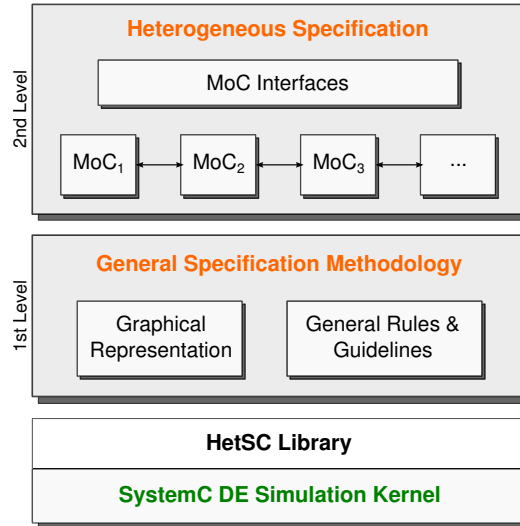 Heterogeneous Specification
2nd Level
MoC Interfaces
MoC₁ MoC₂ MoC₃ ...
General Specification Methodology
1st Level
Graphical
Representation
General Rules &
Guidelines
HetSC Library
SystemC DE Simulation Kernel